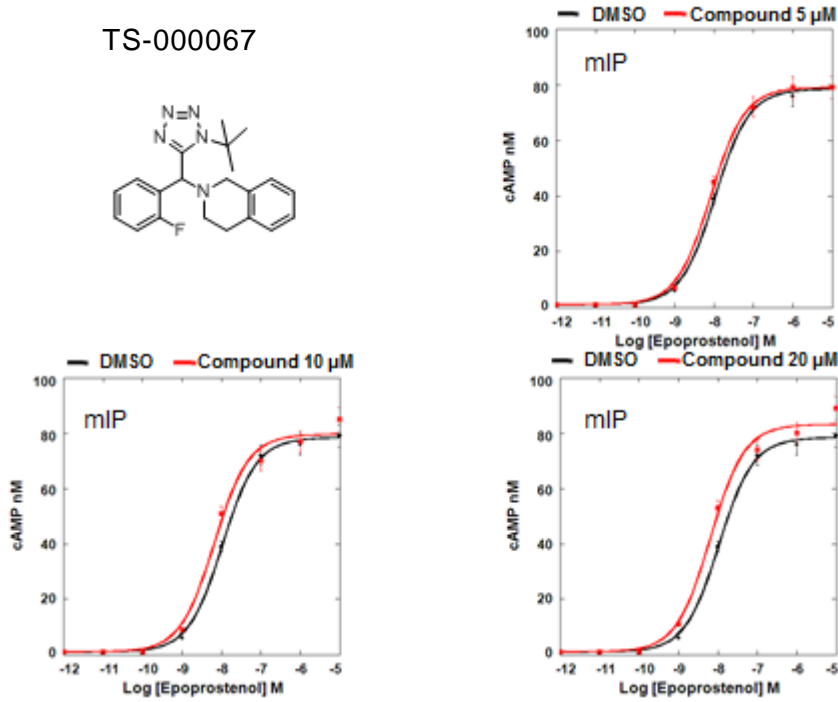 TS-000067
N
N
N
N
N
F
DMSO Compound 5 µM
mIP
100
80
60
40
20
0
cAMP nM
-12 -11 -10 -9 -8 -7 -6 -5
Log [Epoprostenol] M
DMSO Compound 10 µM
mIP
100
80
60
40
20
0
cAMP nM
-12 -11 -10 -9 -8 -7 -6 -5
Log [Epoprostenol] M
DMSO Compound 20 µM
mIP
100
80
60
40
20
0
cAMP nM
-12 -11 -10 -9 -8 -7 -6 -5
Log [Epoprostenol] M